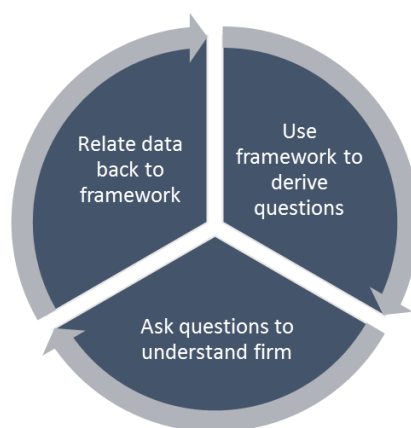 Relate data
back to
framework
Use
framework to
derive
questions
Ask questions to
understand firm